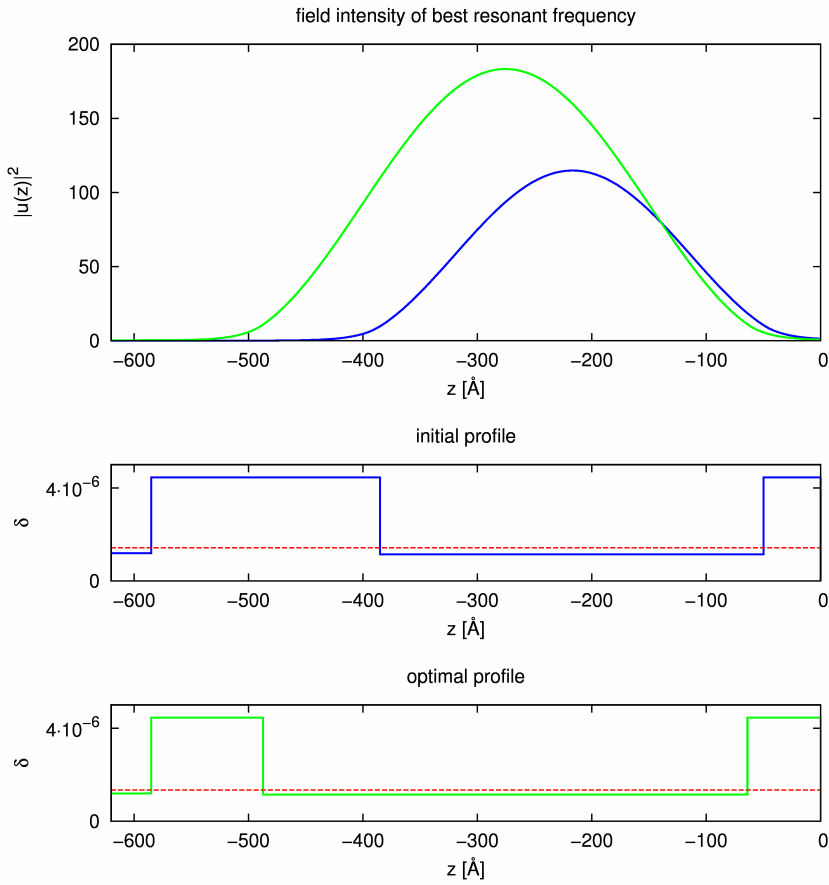 field intensity of best resonant frequency
200
150
100
50
0
|u(z)|²
−600 −500 −400 −300 −200 −100 0
z [Å]
initial profile
4·10⁻⁶
0
δ
−600 −500 −400 −300 −200 −100 0
z [Å]
optimal profile
4·10⁻⁶
0
δ
−600 −500 −400 −300 −200 −100 0
z [Å]